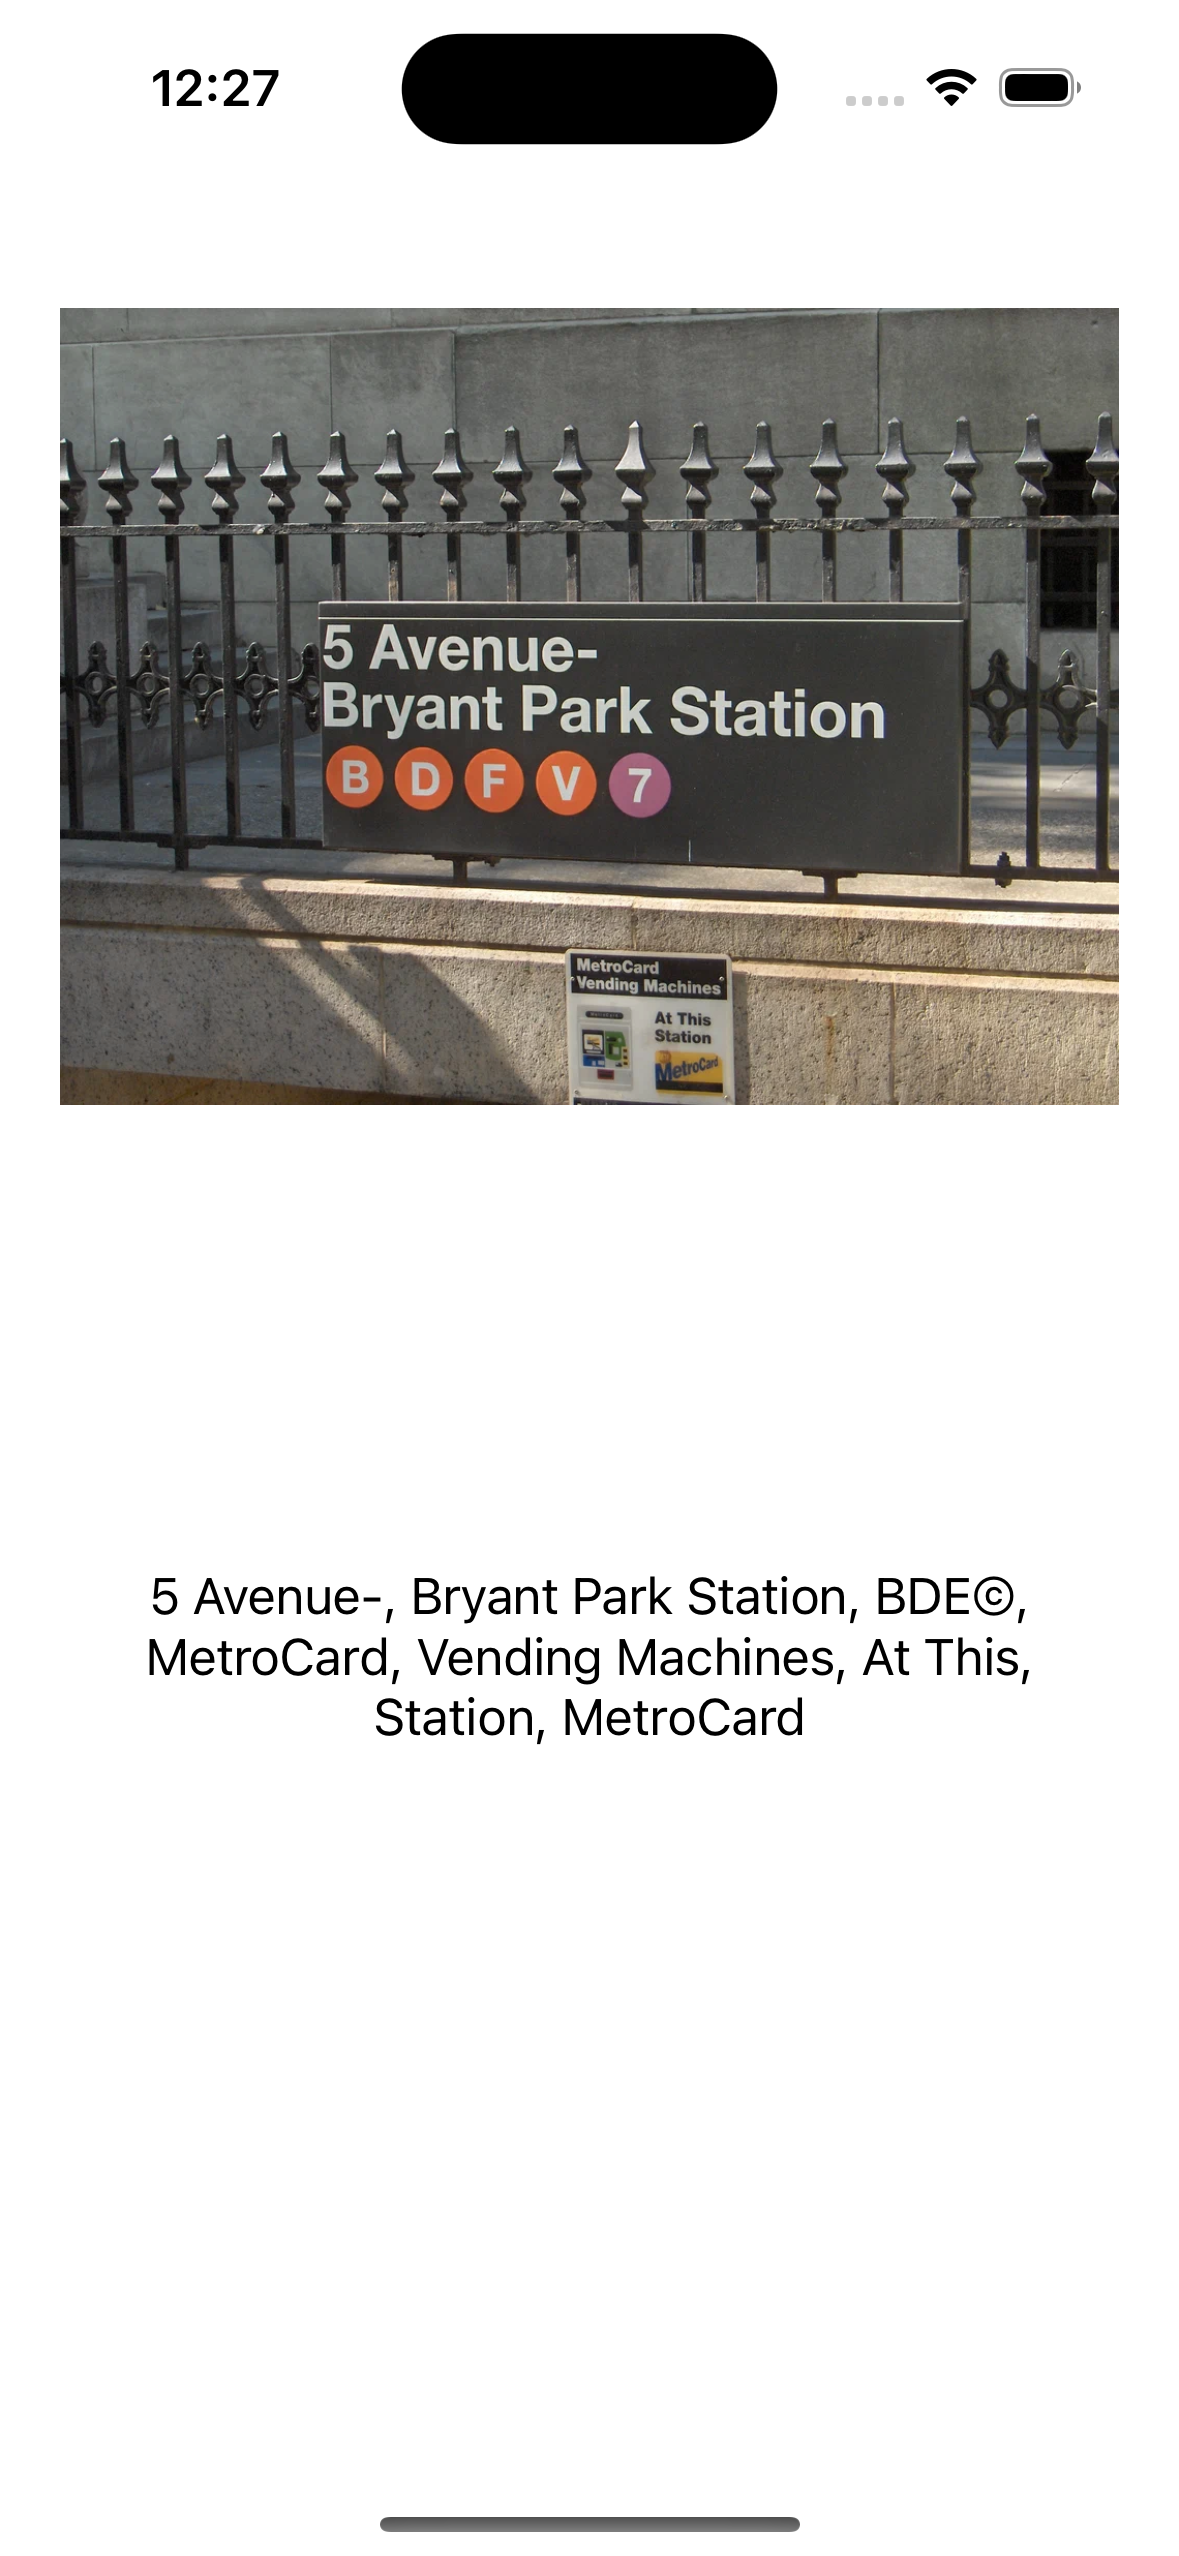 12:27
5 Avenue-
Bryant Park Station
B D F V 7
MetroCard
Vending Machines
At This
Station
MetroCard
5 Avenue-, Bryant Park Station, BDE©,
MetroCard, Vending Machines, At This,
Station, MetroCard